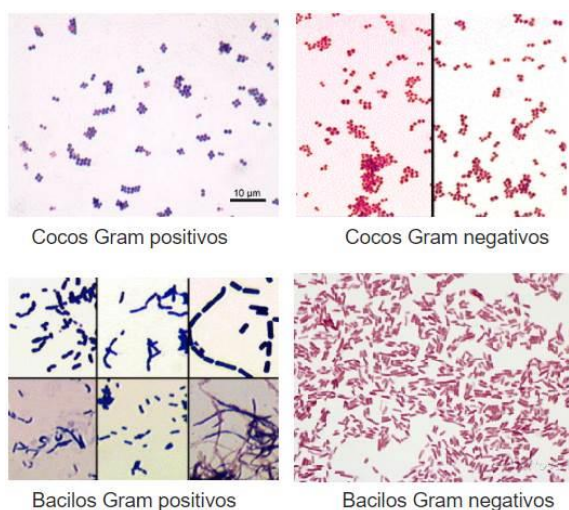 10 µm
Cocos Gram positivos
Cocos Gram negativos
Bacilos Gram positivos
Bacilos Gram negativos